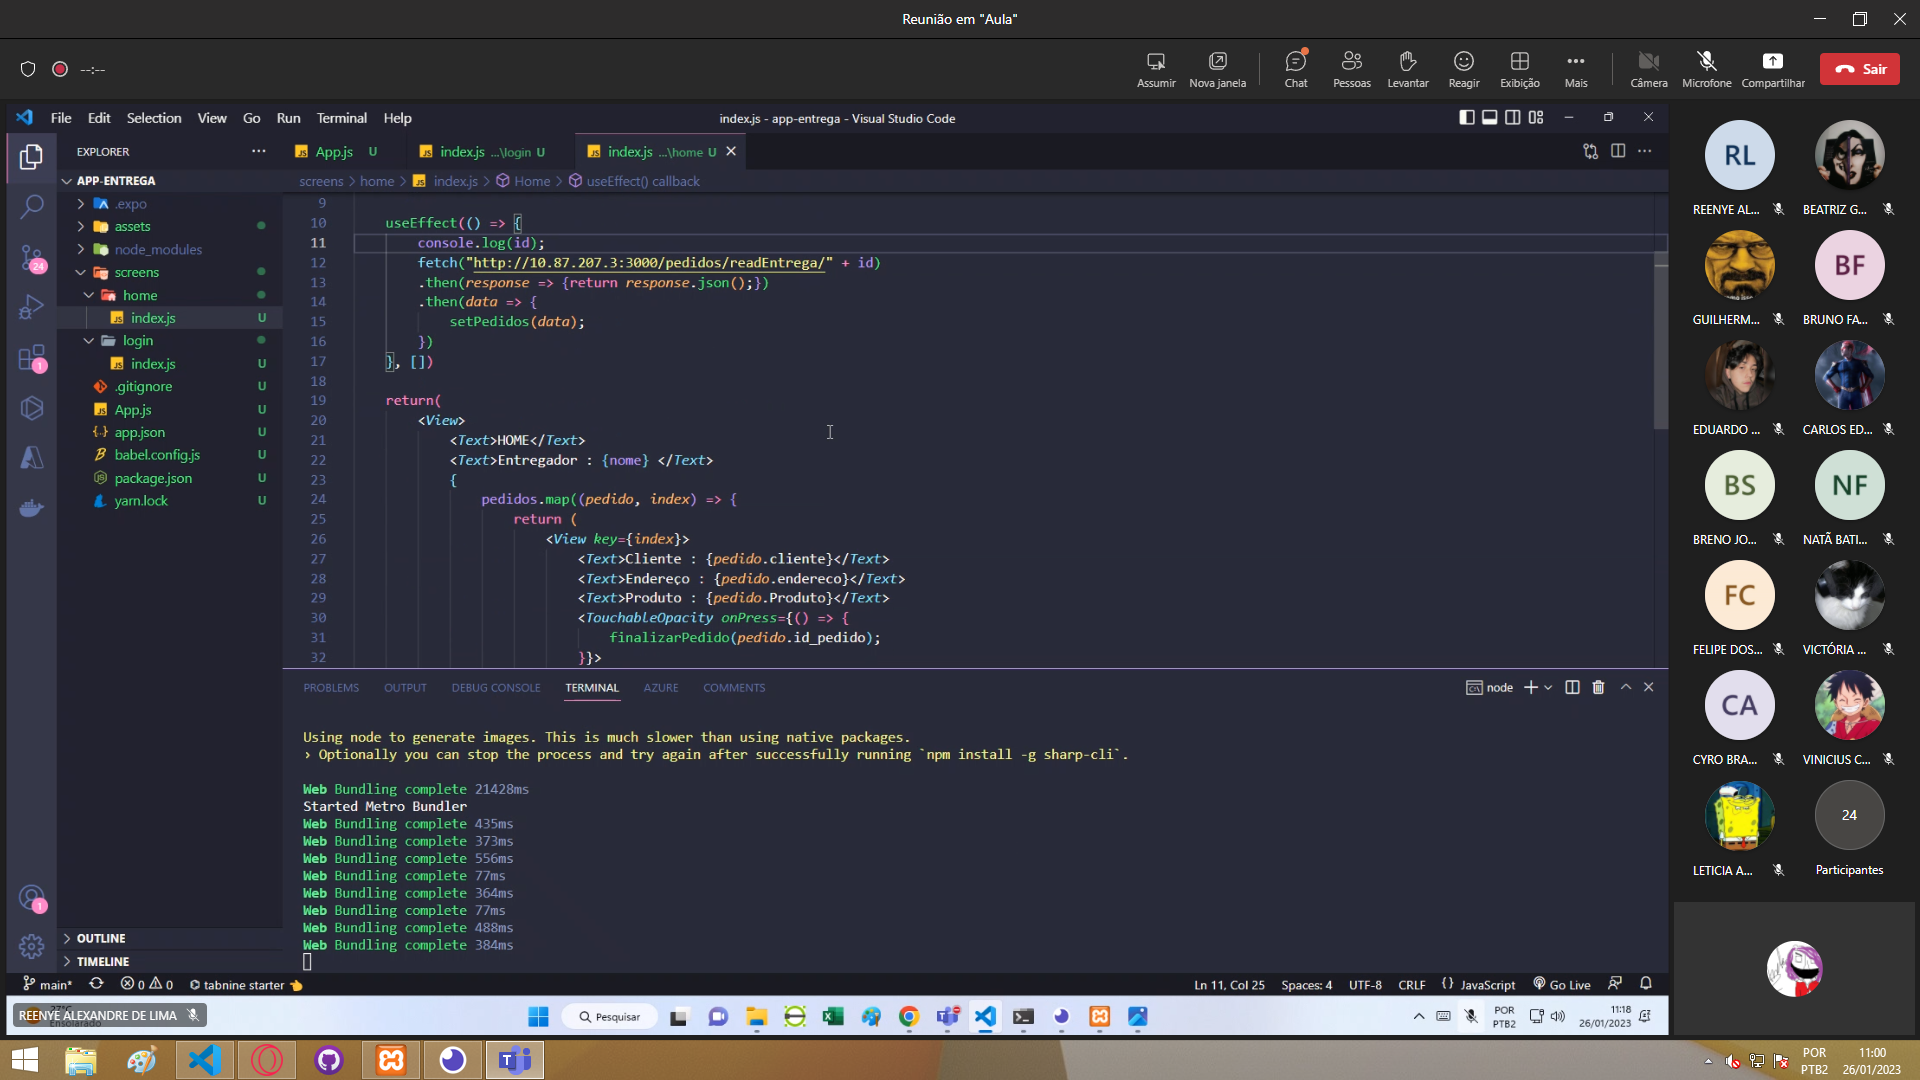 Reunião em "Aula"
--:--
Assumir
Nova janela
Chat
Pessoas
Levantar
Reagir
Exibição
Mais
Câmera
Microfone
Compartilhar
Sair
File Edit Selection View Go Run Terminal Help
index.js - app-entrega - Visual Studio Code
EXPLORER
App.js U
index.js ...\login U
index.js ...\home U
APP-ENTREGA
screens > home > index.js > Home > useEffect() callback
.expo
assets
node_modules
screens
home
index.js U
login
index.js U
.gitignore U
App.js U
app.json U
babel.config.js U
package.json U
yarn.lock U
24
1
1
OUTLINE
TIMELINE
9
10 useEffect(() => {
11 console.log(id);
12 fetch("http://10.87.207.3:3000/pedidos/readEntrega/" + id)
13 .then(response => {return response.json();})
14 .then(data => {
15 setPedidos(data);
16 })
17 }, [])
18
19 return(
20 <View>
21 <Text>HOME</Text>
22 <Text>Entregador : {nome} </Text>
23 {
24 pedidos.map((pedido, index) => {
25 return (
26 <View key={index}>
27 <Text>Cliente : {pedido.cliente}</Text>
28 <Text>Endereço : {pedido.endereco}</Text>
29 <Text>Produto : {pedido.Produto}</Text>
30 <TouchableOpacity onPress={() => {
31 finalizarPedido(pedido.id_pedido);
32 }}>
PROBLEMS OUTPUT DEBUG CONSOLE TERMINAL AZURE COMMENTS
node
Using node to generate images. This is much slower than using native packages.
› Optionally you can stop the process and try again after successfully running `npm install -g sharp-cli`.
Web Bundling complete 21428ms
Started Metro Bundler
Web Bundling complete 435ms
Web Bundling complete 373ms
Web Bundling complete 556ms
Web Bundling complete 77ms
Web Bundling complete 364ms
Web Bundling complete 77ms
Web Bundling complete 488ms
Web Bundling complete 384ms
main*
0 0
tabnine starter
Ln 11, Col 25
Spaces: 4
UTF-8
CRLF
{} JavaScript
Go Live
REENYE ALEXANDRE DE LIMA
Pesquisar
POR
PTB2
11:18
26/01/2023
RL
REENYE AL...
BEATRIZ G...
GUILHERM...
BF
BRUNO FA...
EDUARDO ...
CARLOS ED...
BS
BRENO JO...
NF
NATÃ BATI...
FC
FELIPE DOS...
VICTÓRIA ...
CA
CYRO BRA...
VINICIUS C...
LETICIA A...
24
Participantes
POR
PTB2
11:00
26/01/2023